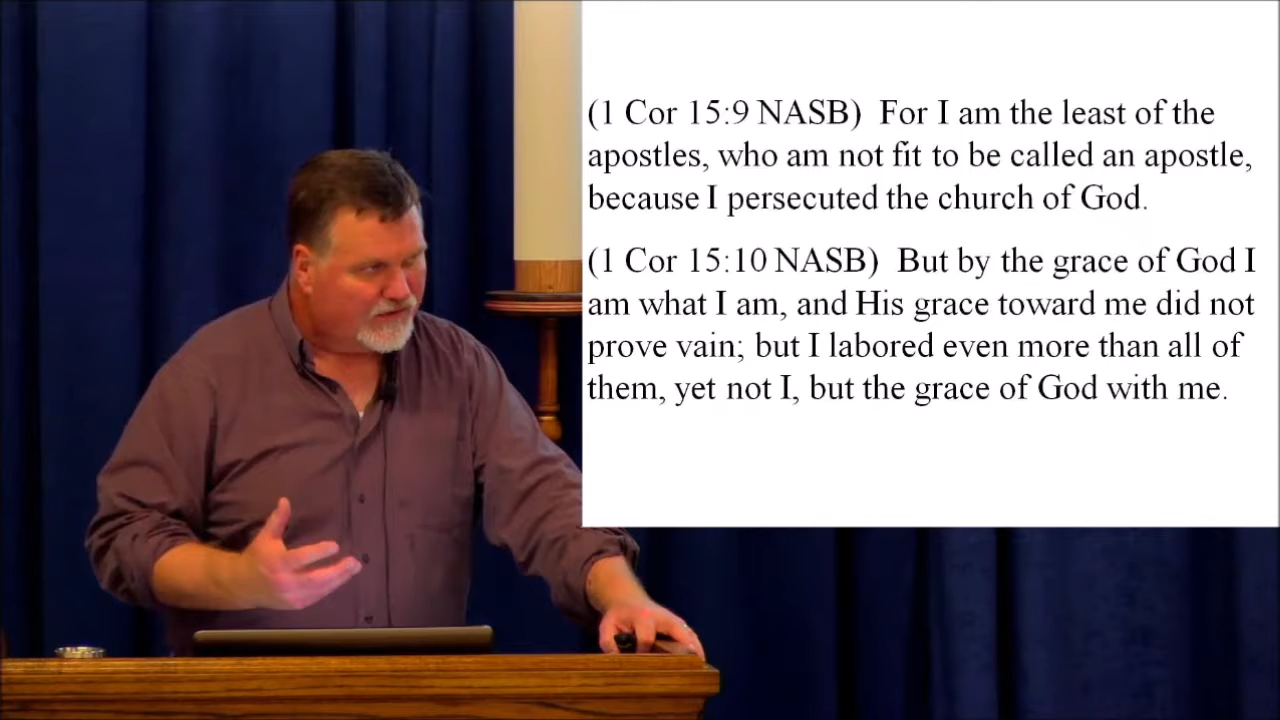 (1 Cor 15:9 NASB)  For I am the least of the
apostles, who am not fit to be called an apostle,
because I persecuted the church of God.
(1 Cor 15:10 NASB)  But by the grace of God I
am what I am, and His grace toward me did not
prove vain; but I labored even more than all of
them, yet not I, but the grace of God with me.